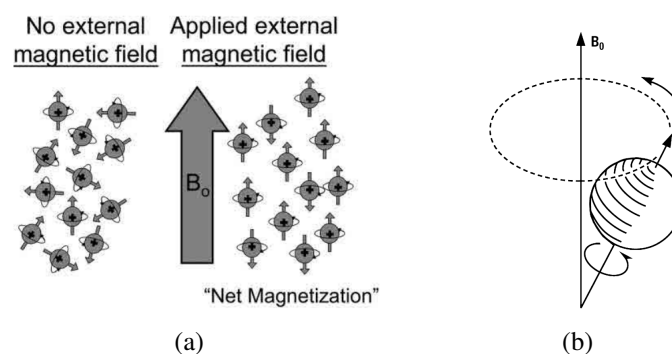 No external
magnetic field
Applied external
magnetic field
B₀
"Net Magnetization"
(a)
B₀
(b)